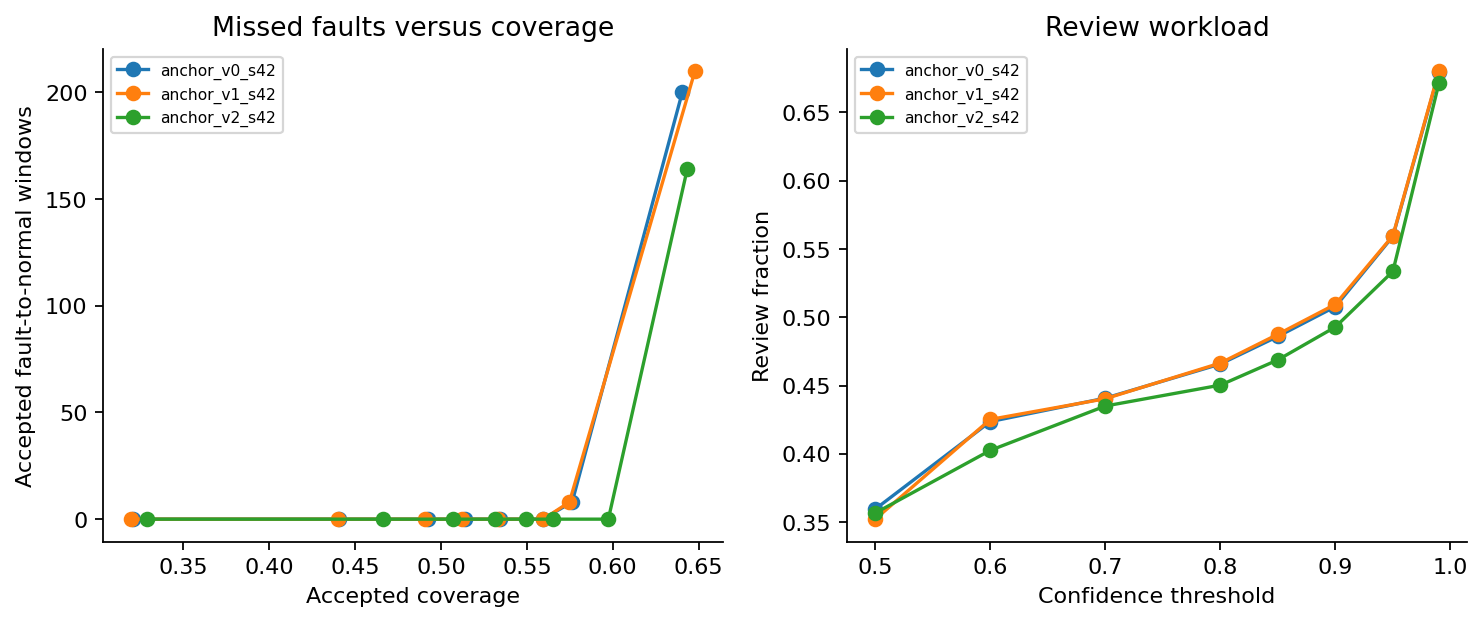 Missed faults versus coverage
anchor_v0_s42
anchor_v1_s42
anchor_v2_s42
Accepted fault-to-normal windows
200
150
100
50
0
0.35 0.40 0.45 0.50 0.55 0.60 0.65
Accepted coverage
Review workload
anchor_v0_s42
anchor_v1_s42
anchor_v2_s42
Review fraction
0.65
0.60
0.55
0.50
0.45
0.40
0.35
0.5 0.6 0.7 0.8 0.9 1.0
Confidence threshold